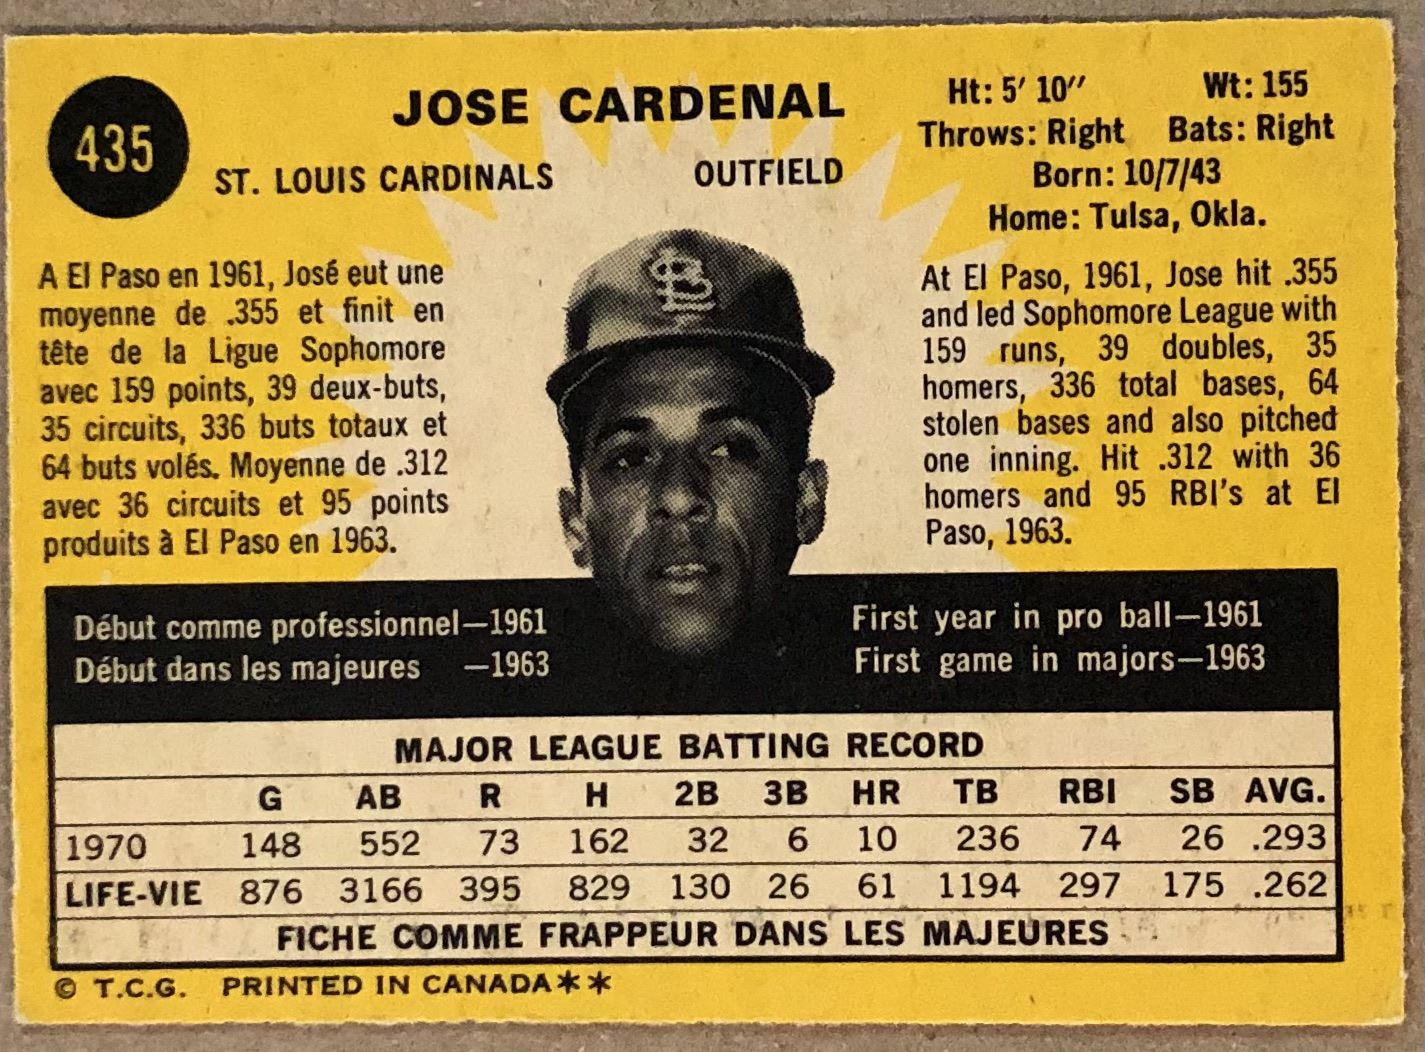 435
JOSE CARDENAL
ST. LOUIS CARDINALS OUTFIELD
Ht: 5′ 10″ Wt: 155
Throws: Right Bats: Right
Born: 10/7/43
Home: Tulsa, Okla.
A El Paso en 1961, José eut une
moyenne de .355 et finit en
tête de la Ligue Sophomore
avec 159 points, 39 deux-buts,
35 circuits, 336 buts totaux et
64 buts volés. Moyenne de .312
avec 36 circuits et 95 points
produits à El Paso en 1963.
At El Paso, 1961, Jose hit .355
and led Sophomore League with
159 runs, 39 doubles, 35
homers, 336 total bases, 64
stolen bases and also pitched
one inning. Hit .312 with 36
homers and 95 RBI's at El
Paso, 1963.
Début comme professionnel—1961
Début dans les majeures —1963
First year in pro ball—1961
First game in majors—1963
MAJOR LEAGUE BATTING RECORD
G AB R H 2B 3B HR TB RBI SB AVG.
1970 148 552 73 162 32 6 10 236 74 26 .293
LIFE-VIE 876 3166 395 829 130 26 61 1194 297 175 .262
FICHE COMME FRAPPEUR DANS LES MAJEURES
© T.C.G. PRINTED IN CANADA**
StL